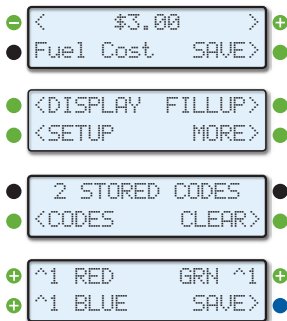 < $3.00 >
Fuel Cost SAVE>
<DISPLAY FILLUP>
<SETUP MORE>
2 STORED CODES
<CODES CLEAR>
^1 RED GRN ^1
^1 BLUE SAVE>